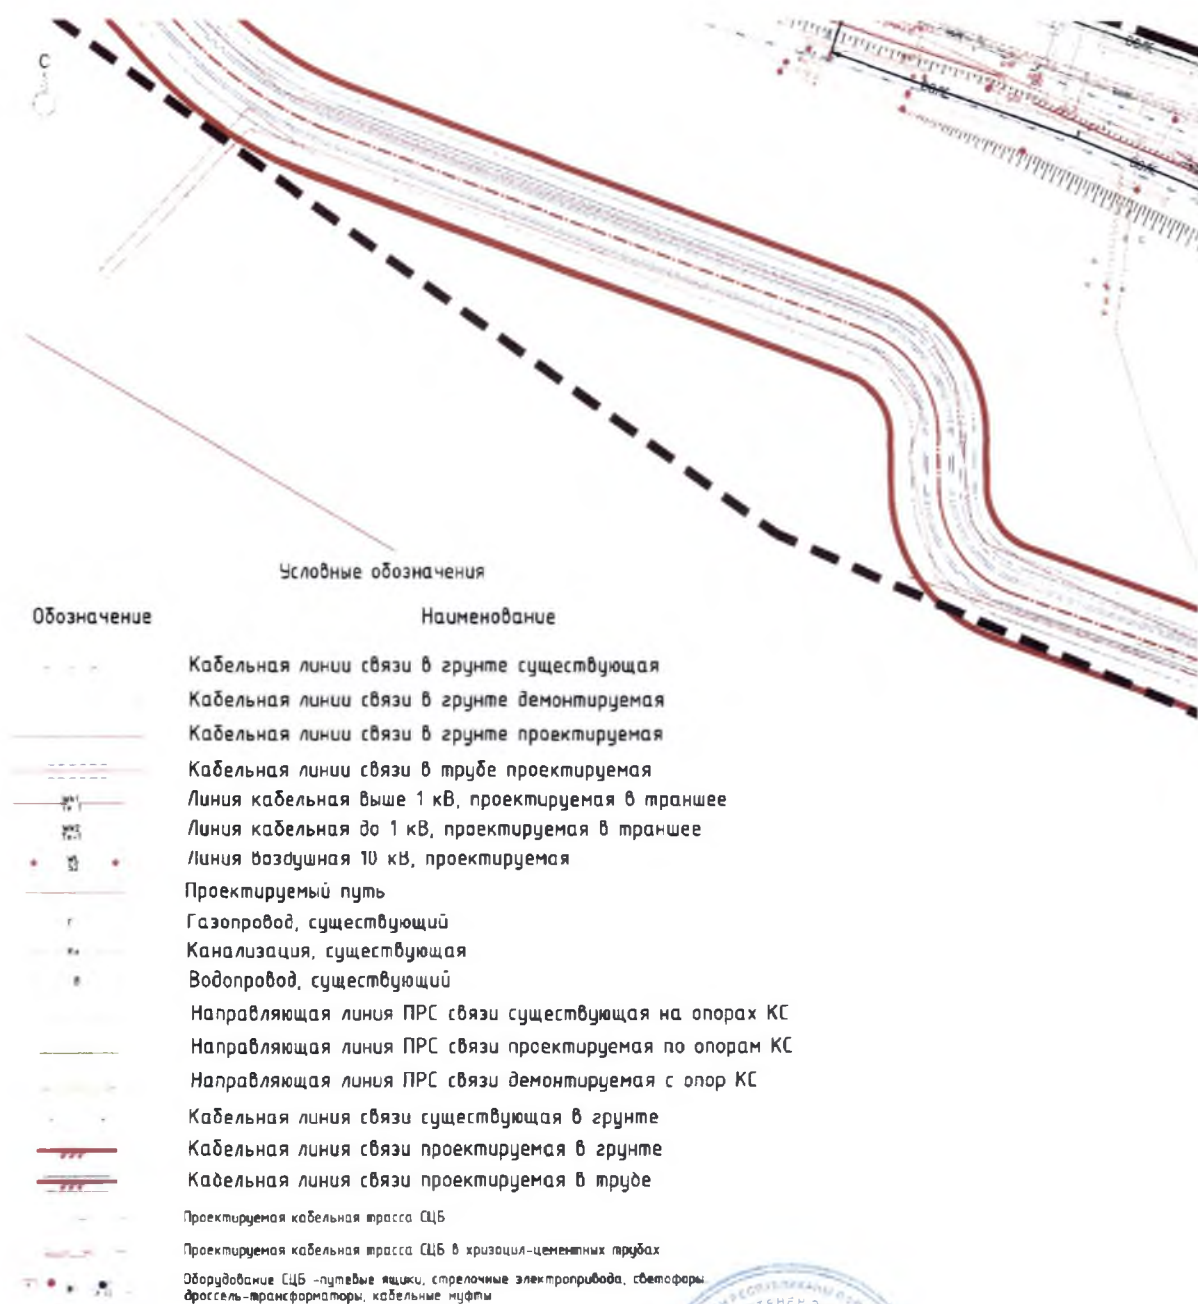 С
ВОЛС
ВОЛС
ВОЛС
Условные обозначения
Обозначение Наименование
Кабельная линии связи в грунте существующая
Кабельная линии связи в грунте демонтируемая
Кабельная линии связи в грунте проектируемая
Кабельная линии связи в трубе проектируемая
Линия кабельная выше 1 кВ, проектируемая в траншее
Линия кабельная до 1 кВ, проектируемая в траншее
Линия воздушная 10 кВ, проектируемая
Проектируемый путь
Г Газопровод, существующий
Канализация, существующая
В Водопровод, существующий
Направляющая линия ПРС связи существующая на опорах КС
Направляющая линия ПРС связи проектируемая по опорам КС
Направляющая линия ПРС связи демонтируемая с опор КС
Кабельная линия связи существующая в грунте
Кабельная линия связи проектируемая в грунте
Кабельная линия связи проектируемая в трубе
Проектируемая кабельная трасса СЦБ
Проектируемая кабельная трасса СЦБ в хризоцил-цементных трубах
Оборудование СЦБ -путевые ящики, стрелочные электропривода, светофоры
дроссель-трансформаторы, кабельные муфты